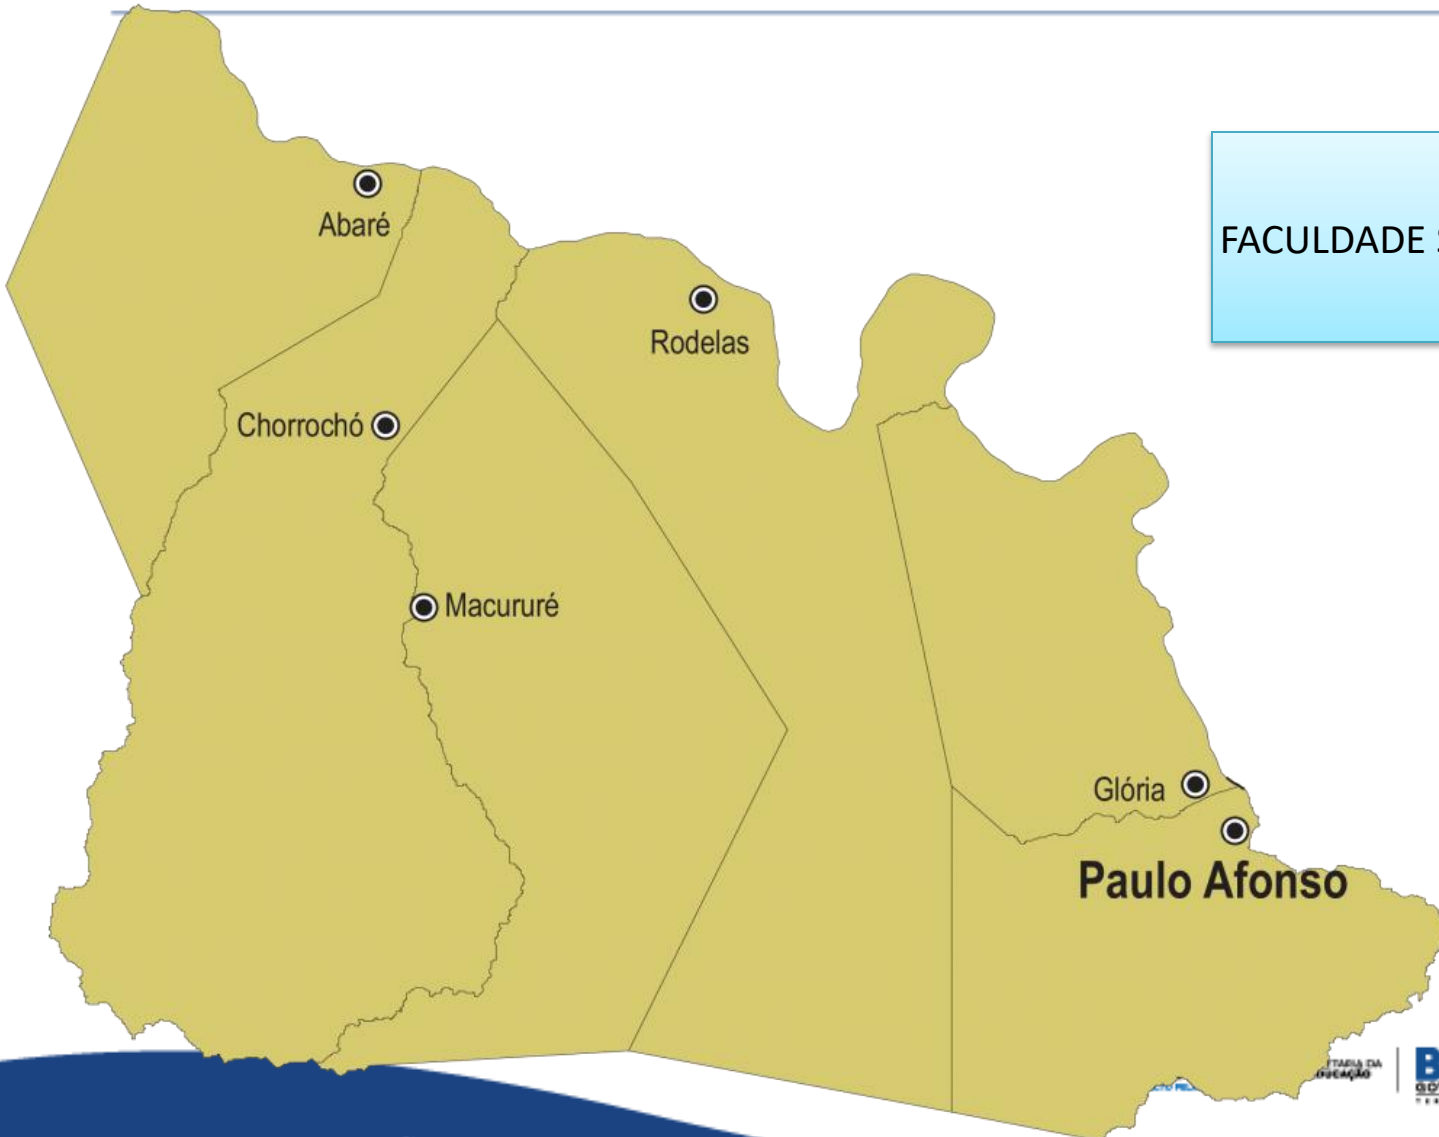 Abaré
FACULDADE
Rodelas
Chorrochó
Macururé
Glória
Paulo Afonso